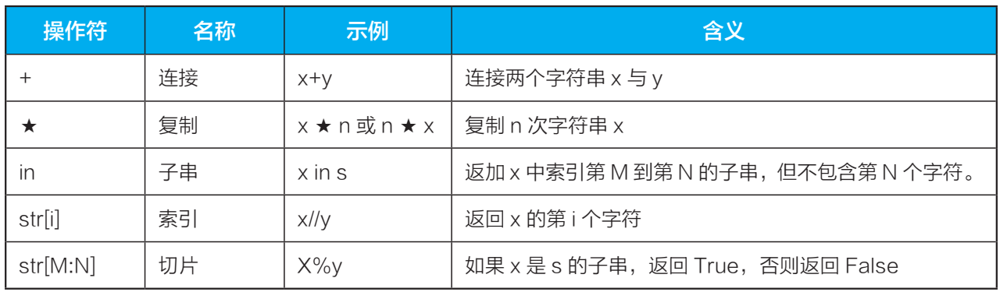 操作符 名称 示例 含义
+ 连接 x+y 连接两个字符串 x 与 y
★ 复制 x ★ n 或 n ★ x 复制 n 次字符串 x
in 子串 x in s 返加 x 中索引第 M 到第 N 的子串，但不包含第 N 个字符。
str[i] 索引 x//y 返回 x 的第 i 个字符
str[M:N] 切片 X%y 如果 x 是 s 的子串，返回 True，否则返回 False